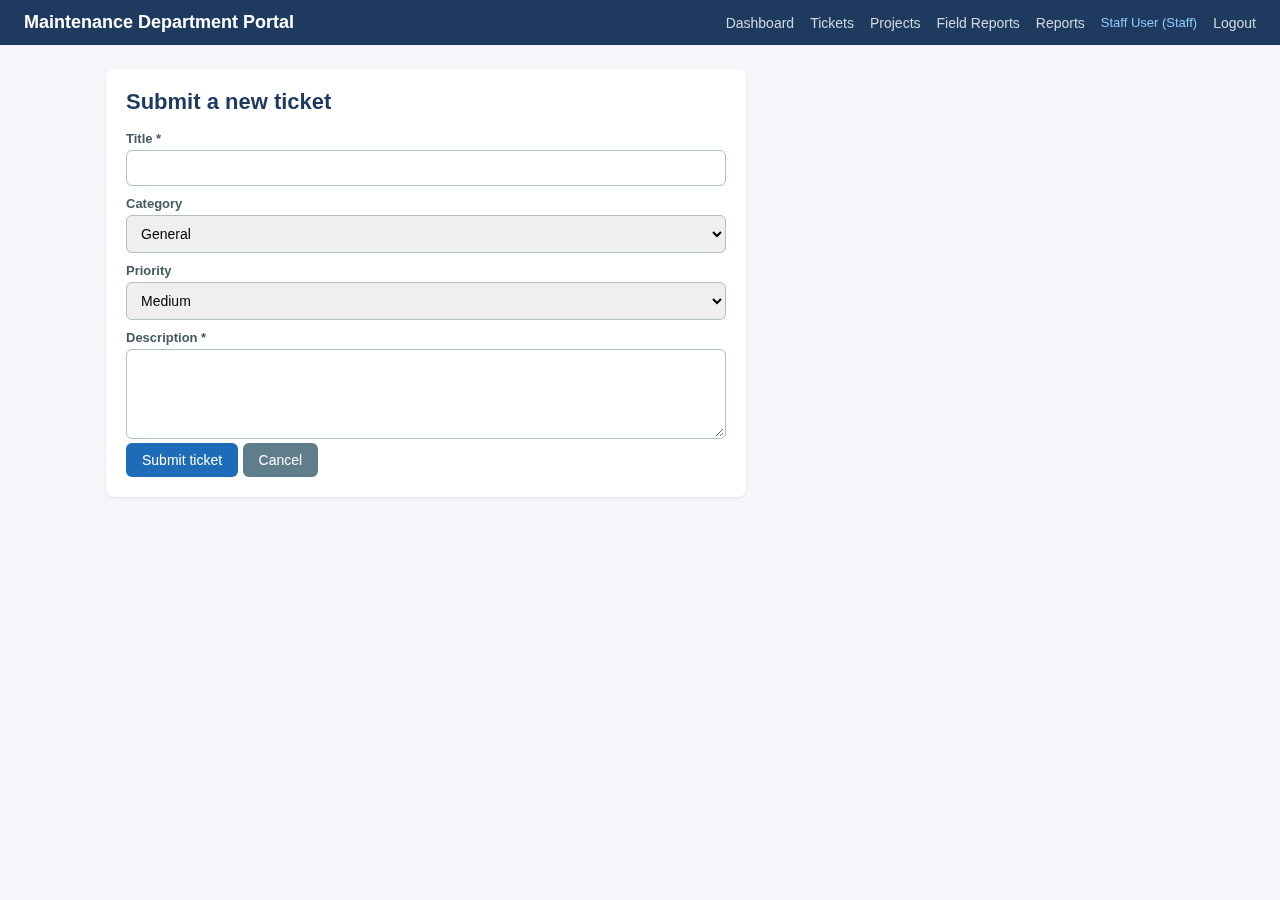 Maintenance Department Portal
Dashboard Tickets Projects Field Reports Reports Staff User (Staff) Logout
Submit a new ticket
Title *
Category
General
Priority
Medium
Description *
Submit ticket Cancel